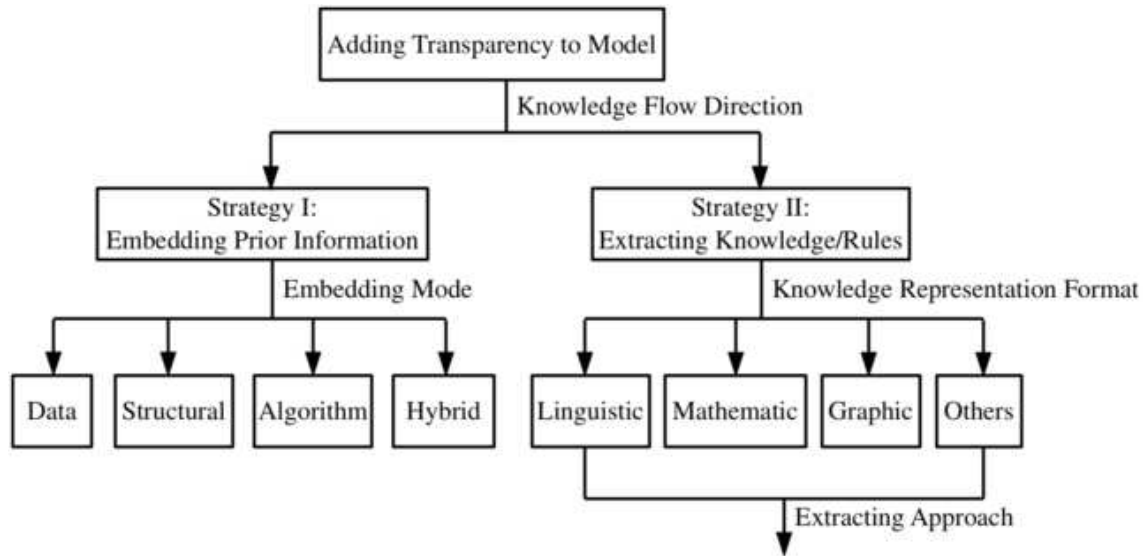 Adding Transparency to Model
Knowledge Flow Direction
Strategy I:
Embedding Prior Information
Strategy II:
Extracting Knowledge/Rules
Embedding Mode
Knowledge Representation Format
Data
Structural
Algorithm
Hybrid
Linguistic
Mathematic
Graphic
Others
Extracting Approach